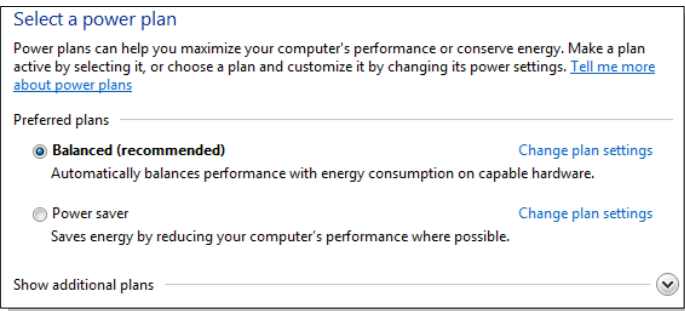 Select a power plan
Power plans can help you maximize your computer's performance or conserve energy. Make a plan
active by selecting it, or choose a plan and customize it by changing its power settings. Tell me more
about power plans
Preferred plans
Balanced (recommended) Change plan settings
Automatically balances performance with energy consumption on capable hardware.
Power saver Change plan settings
Saves energy by reducing your computer's performance where possible.
Show additional plans